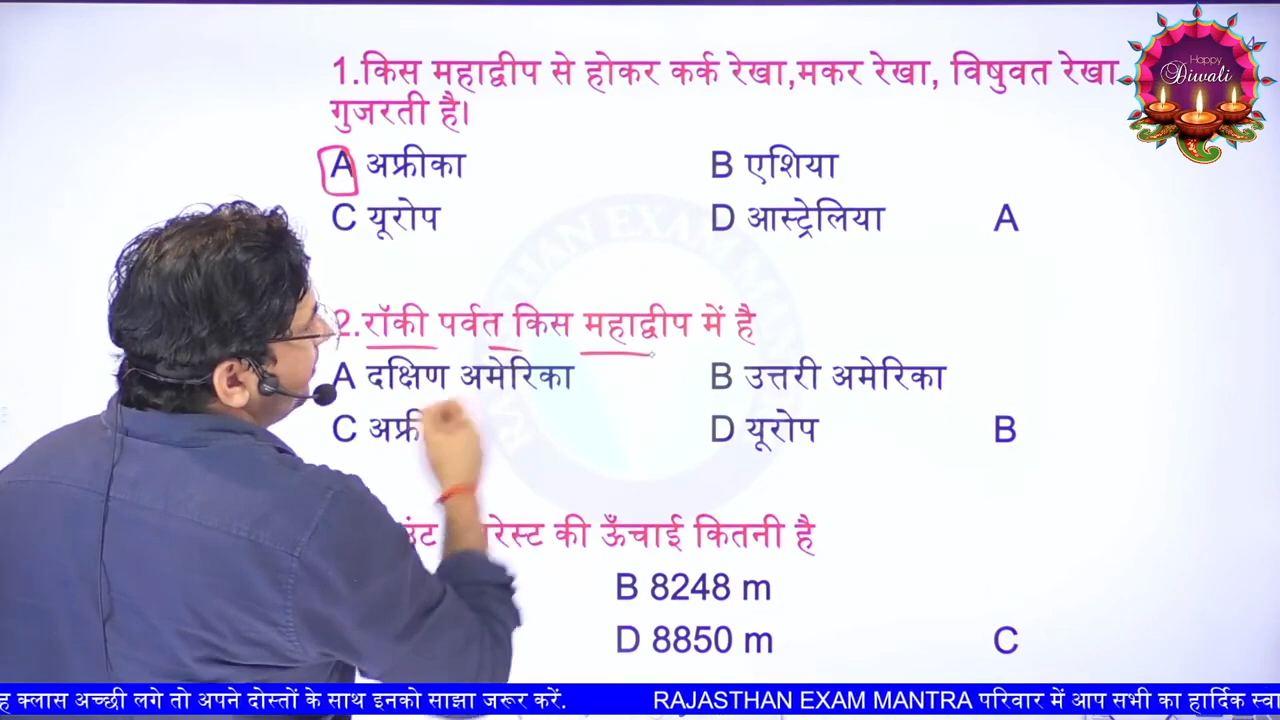 Happy
Diwali
1.किस महाद्वीप से होकर कर्क रेखा,मकर रेखा, विषुवत रेखा
गुजरती है।
A अफ्रीका B एशिया
C यूरोप D आस्ट्रेलिया A
2.रॉकी पर्वत किस महाद्वीप में है
A दक्षिण अमेरिका B उत्तरी अमेरिका
C D यूरोप B
की ऊँचाई कितनी है
B 8248 m
D 8850 m C
क्लास अच्छी लगे तो अपने दोस्तों के साथ इनको साझा जरूर करें. RAJASTHAN EXAM MANTRA परिवार में आप सभी का हार्दिक